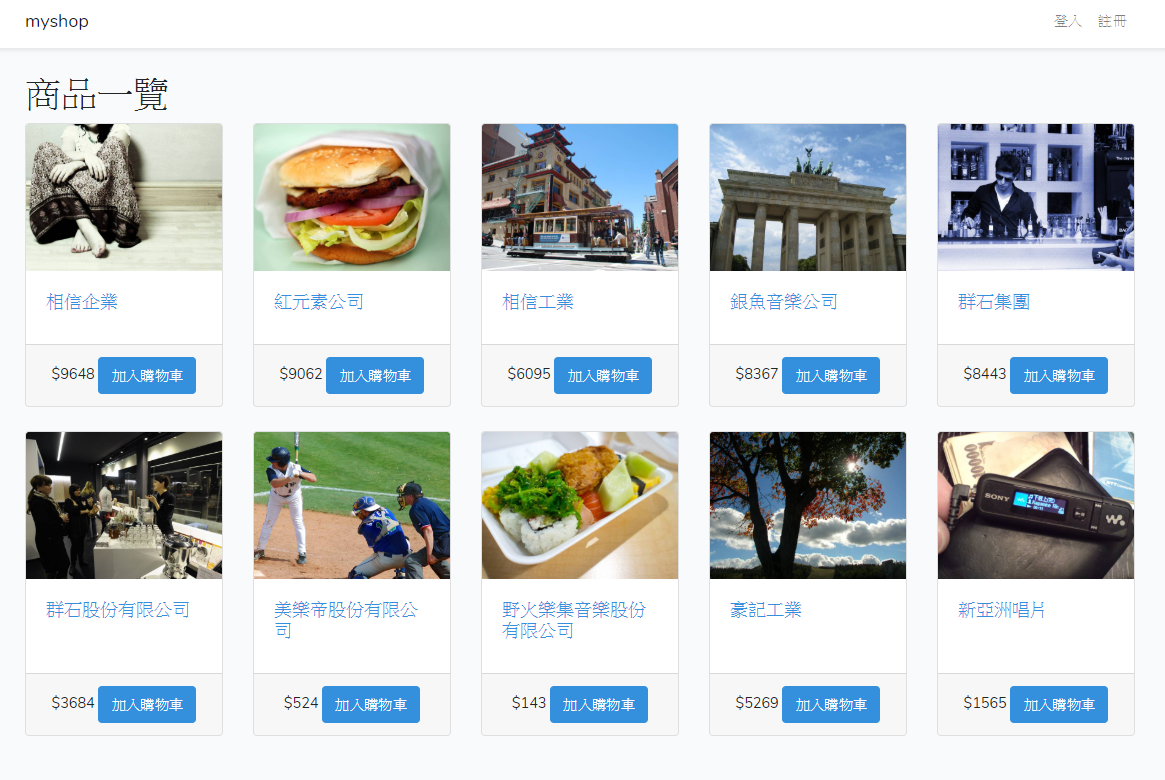 myshop
登入 註冊
商品一覽
相信企業
紅元素公司
相信工業
銀魚音樂公司
群石集團
$9648 加入購物車
$9062 加入購物車
$6095 加入購物車
$8367 加入購物車
$8443 加入購物車
SONY
群石股份有限公司
美樂帝股份有限公
司
野火樂集音樂股份
有限公司
豪記工業
新亞洲唱片
$3684 加入購物車
$524 加入購物車
$143 加入購物車
$5269 加入購物車
$1565 加入購物車